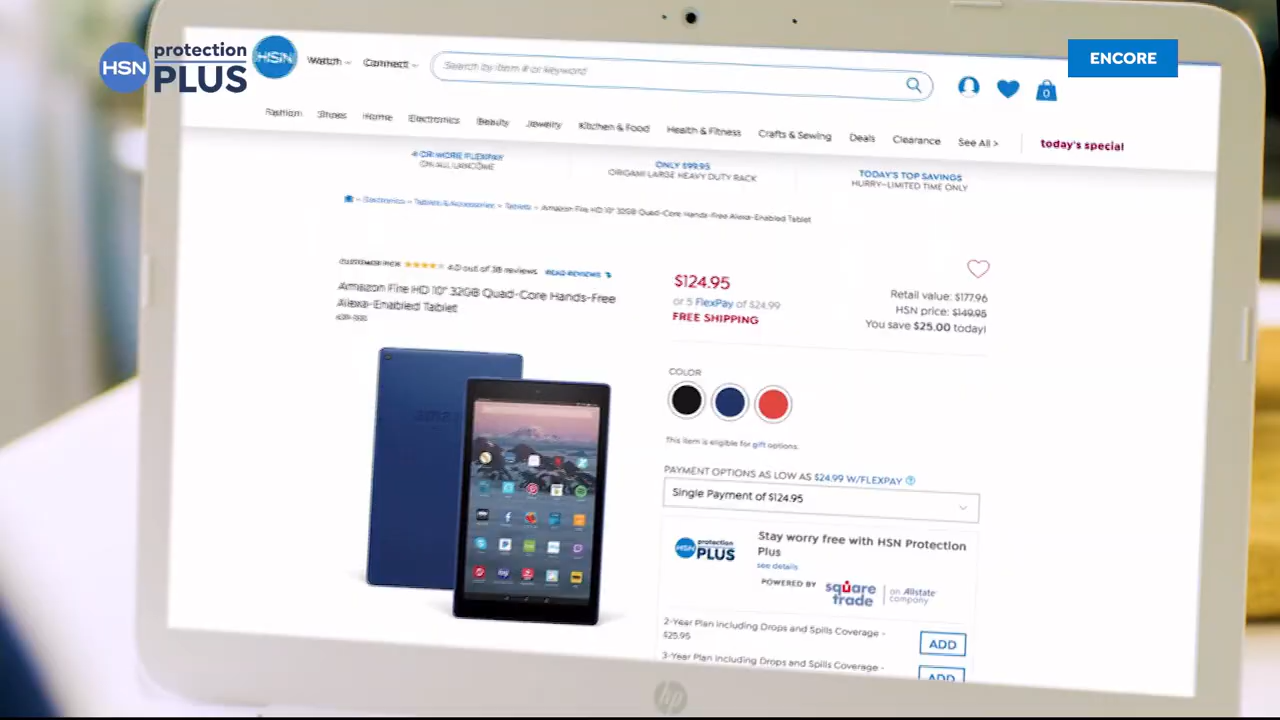 HSN protection PLUS
ENCORE
HSN
Watch
Connect
Search by item # or keyword
0
Fashion Shoes Home Electronics Beauty Jewelry Kitchen & Food Health & Fitness Crafts & Sewing Deals Clearance See All > today's special
4 OR MORE FLEXPAY
ON ALL LANCOME
ONLY $99.95
ORIGAMI LARGE HEAVY DUTY RACK
TODAY'S TOP SAVINGS
HURRY–LIMITED TIME ONLY
Electronics Tablets & Accessories Tablets Amazon Fire HD 10" 32GB Quad-Core Hands-Free Alexa-Enabled Tablet
CUSTOMER PICK 4.0 out of 38 reviews READ REVIEWS
Amazon Fire HD 10" 32GB Quad-Core Hands-Free
Alexa-Enabled Tablet
$124.95
or 5 FlexPay of $24.99
FREE SHIPPING
Retail value: $177.96
HSN price: $149.95
You save $25.00 today!
COLOR
This item is eligible for gift options.
PAYMENT OPTIONS AS LOW AS $24.99 W/FLEXPAY
Single Payment of $124.95
HSN protection PLUS
Stay worry free with HSN Protection
Plus
see details
POWERED BY square trade an Allstate company
2-Year Plan including Drops and Spills Coverage -
$25.95
ADD
3-Year Plan including Drops and Spills Coverage -
ADD
hp